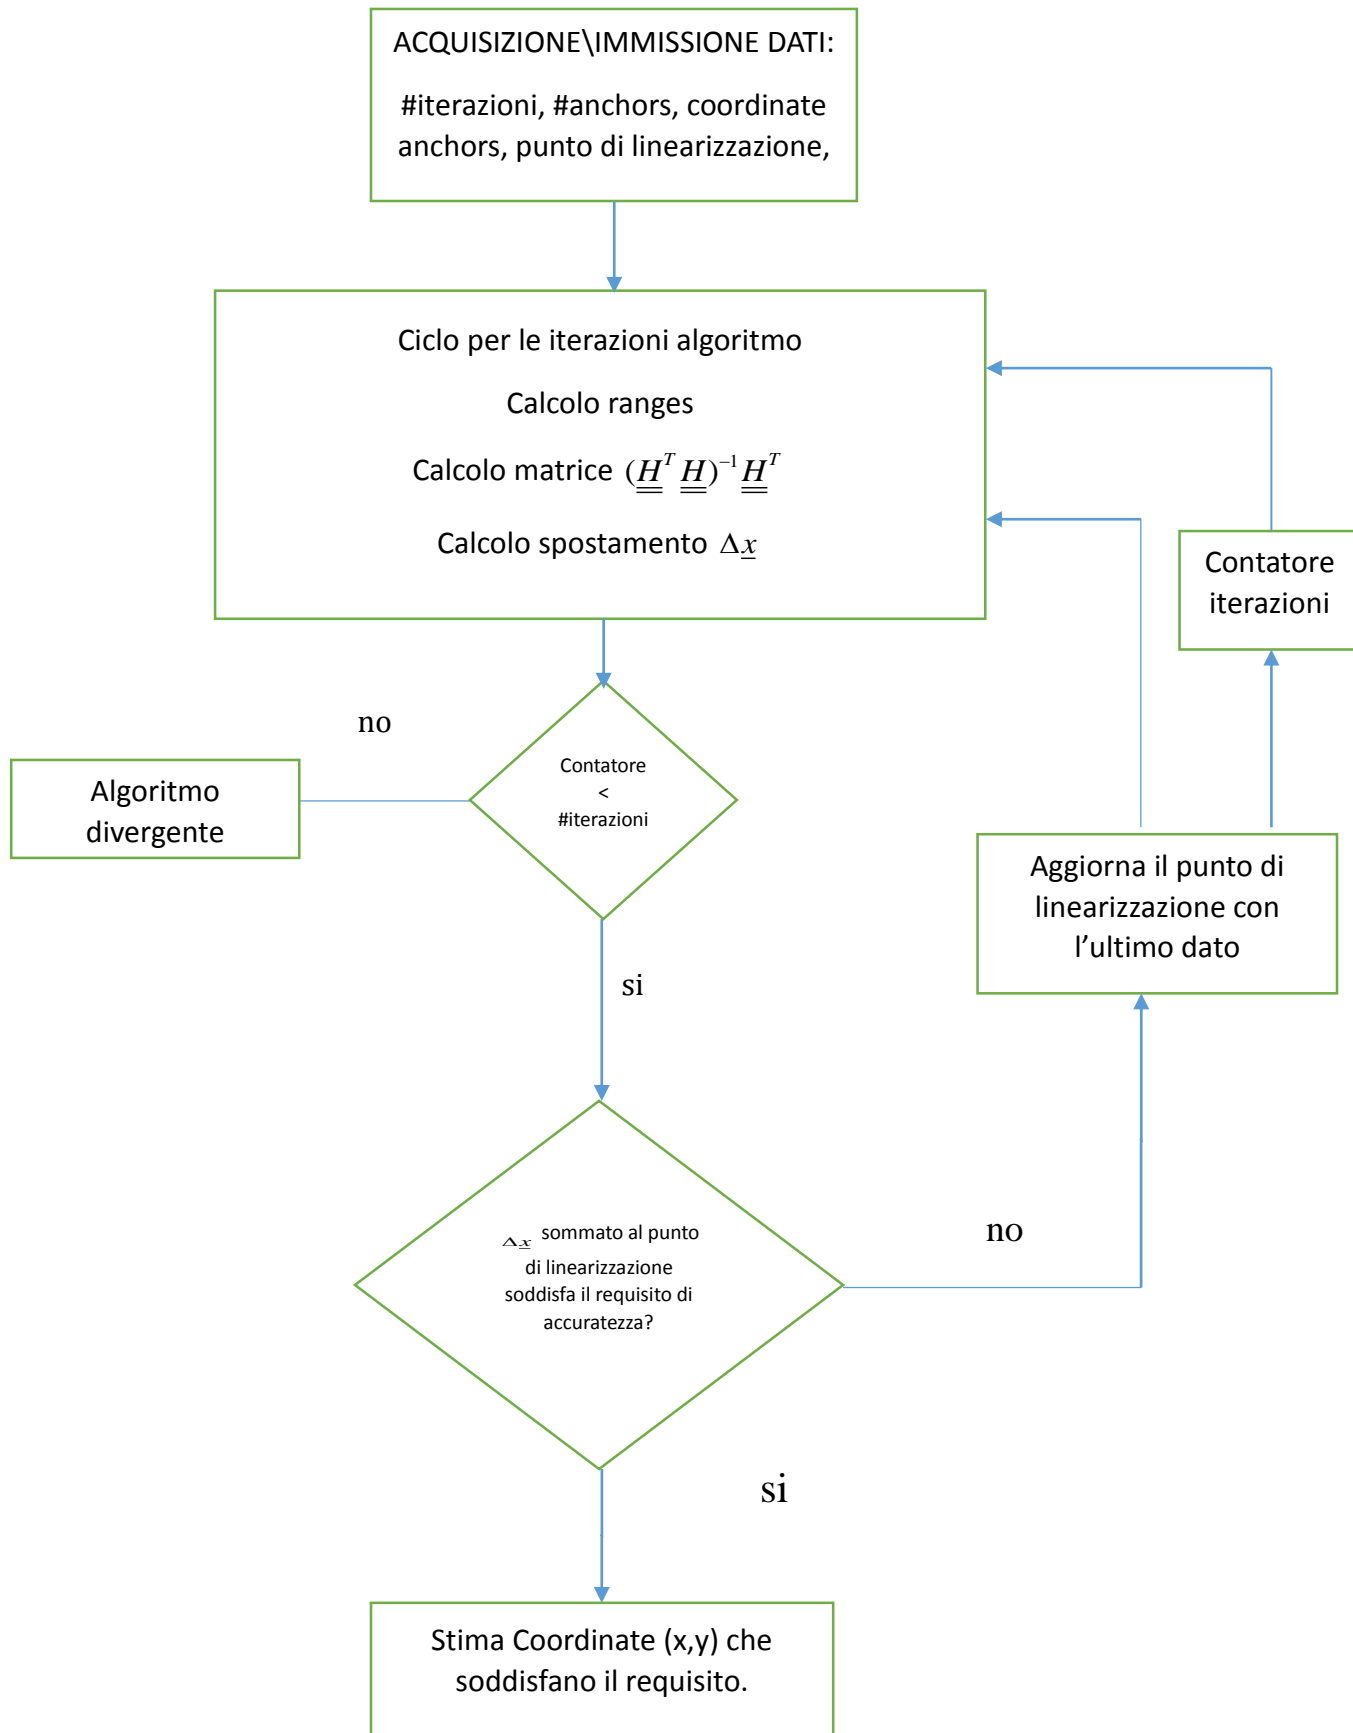 ACQUISIZIONE\IMMISSIONE DATI:
#iterazioni, #anchors, coordinate
anchors, punto di linearizzazione,
Ciclo per le iterazioni algoritmo
Calcolo ranges
Calcolo matrice (H^T H)^-1 H^T
Calcolo spostamento Δx
Contatore
iterazioni
no
Contatore
<
#iterazioni
Algoritmo
divergente
Aggiorna il punto di
linearizzazione con
l'ultimo dato
si
Δx sommato al punto
di linearizzazione
soddisfa il requisito di
accuratezza?
no
si
Stima Coordinate (x,y) che
soddisfano il requisito.